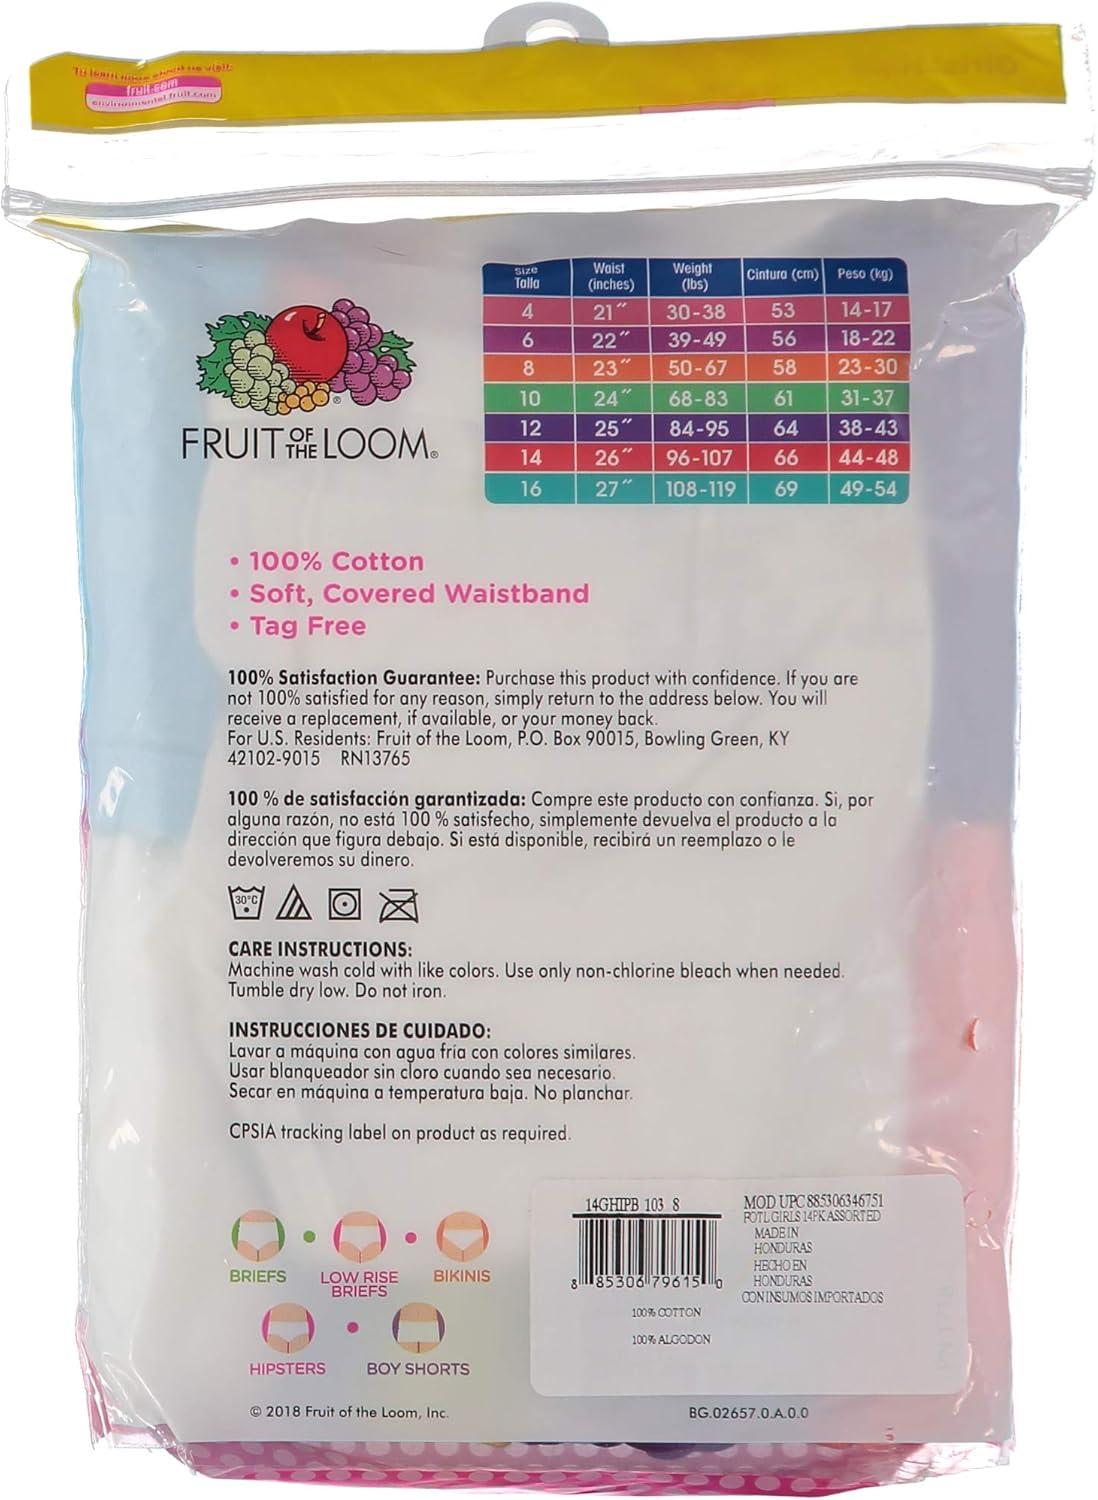 To learn more about us visit:
fruit.com
environmental.fruit.com
Size Talla | Waist (inches) | Weight (lbs) | Cintura (cm) | Peso (kg)
4 21″ 30-38 53 14-17
6 22″ 39-49 56 18-22
8 23″ 50-67 58 23-30
10 24″ 68-83 61 31-37
12 25″ 84-95 64 38-43
14 26″ 96-107 66 44-48
16 27″ 108-119 69 49-54
FRUIT OF THE LOOM®
• 100% Cotton
• Soft, Covered Waistband
• Tag Free
100% Satisfaction Guarantee: Purchase this product with confidence. If you are
not 100% satisfied for any reason, simply return to the address below. You will
receive a replacement, if available, or your money back.
For U.S. Residents: Fruit of the Loom, P.O. Box 90015, Bowling Green, KY
42102-9015 RN13765
100 % de satisfacción garantizada: Compre este producto con confianza. Si, por
alguna razón, no está 100 % satisfecho, simplemente devuelva el producto a la
dirección que figura debajo. Si está disponible, recibirá un reemplazo o le
devolveremos su dinero.
30°C
CARE INSTRUCTIONS:
Machine wash cold with like colors. Use only non-chlorine bleach when needed.
Tumble dry low. Do not iron.
INSTRUCCIONES DE CUIDADO:
Lavar a máquina con agua fría con colores similares.
Usar blanqueador sin cloro cuando sea necesario.
Secar en máquina a temperatura baja. No planchar.
CPSIA tracking label on product as required.
BRIEFS
LOW RISE
BRIEFS
BIKINIS
HIPSTERS
BOY SHORTS
14GHIPB 103 8
8 85306 79615 0
100% COTTON
100% ALGODON
MOD UPC 885306346751
FOTL GIRLS 14PK ASSORTED
MADE IN
HONDURAS
HECHO EN
HONDURAS
CON INSUMOS IMPORTADOS
© 2018 Fruit of the Loom, Inc.
BG.02657.0.A.0.0